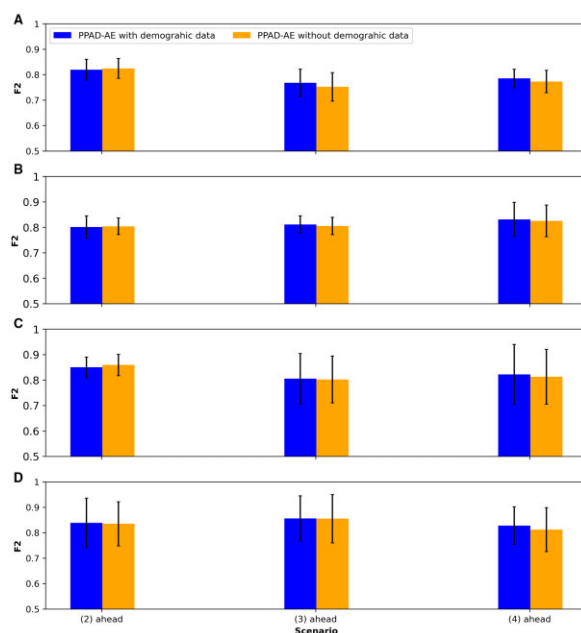 A
PPAD-AE with demograhic data
PPAD-AE without demograhic data
1
0.9
0.8
0.7
0.6
0.5
F2
B
1
0.9
0.8
0.7
0.6
0.5
F2
C
1
0.9
0.8
0.7
0.6
0.5
F2
D
1
0.9
0.8
0.7
0.6
0.5
F2
(2) ahead
(3) ahead
(4) ahead
Scenario